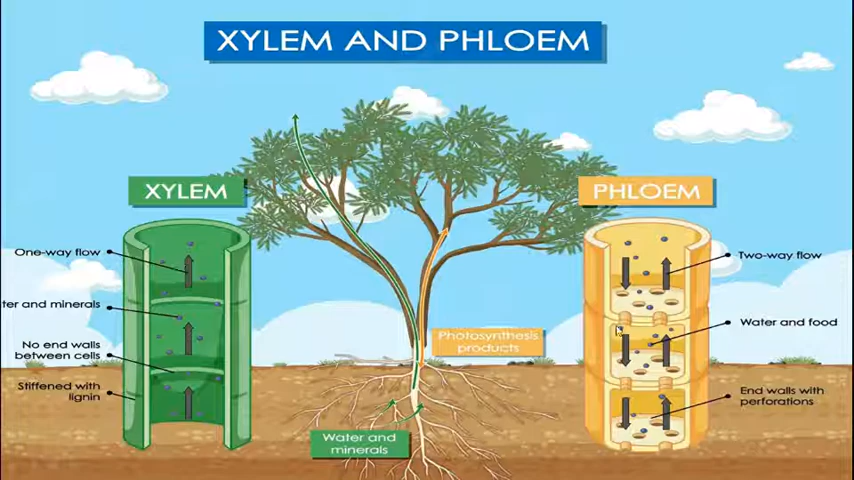 XYLEM AND PHLOEM
XYLEM
One-way flow
and minerals
No end walls
between cells
Stiffened with
lignin
Water and
minerals
Photosynthesis
products
PHLOEM
Two-way flow
Water and food
End walls with
perforations